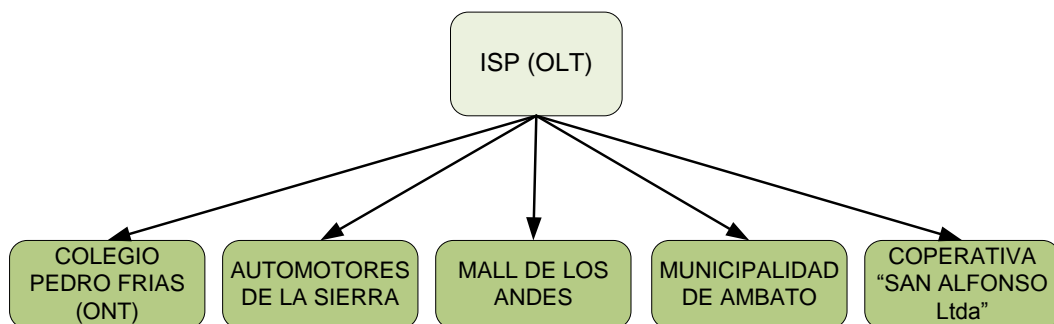 ISP (OLT)
COLEGIO
PEDRO FRIAS
(ONT)
AUTOMOTORES
DE LA SIERRA
MALL DE LOS
ANDES
MUNICIPALIDAD
DE AMBATO
COPERATIVA
“SAN ALFONSO
Ltda”